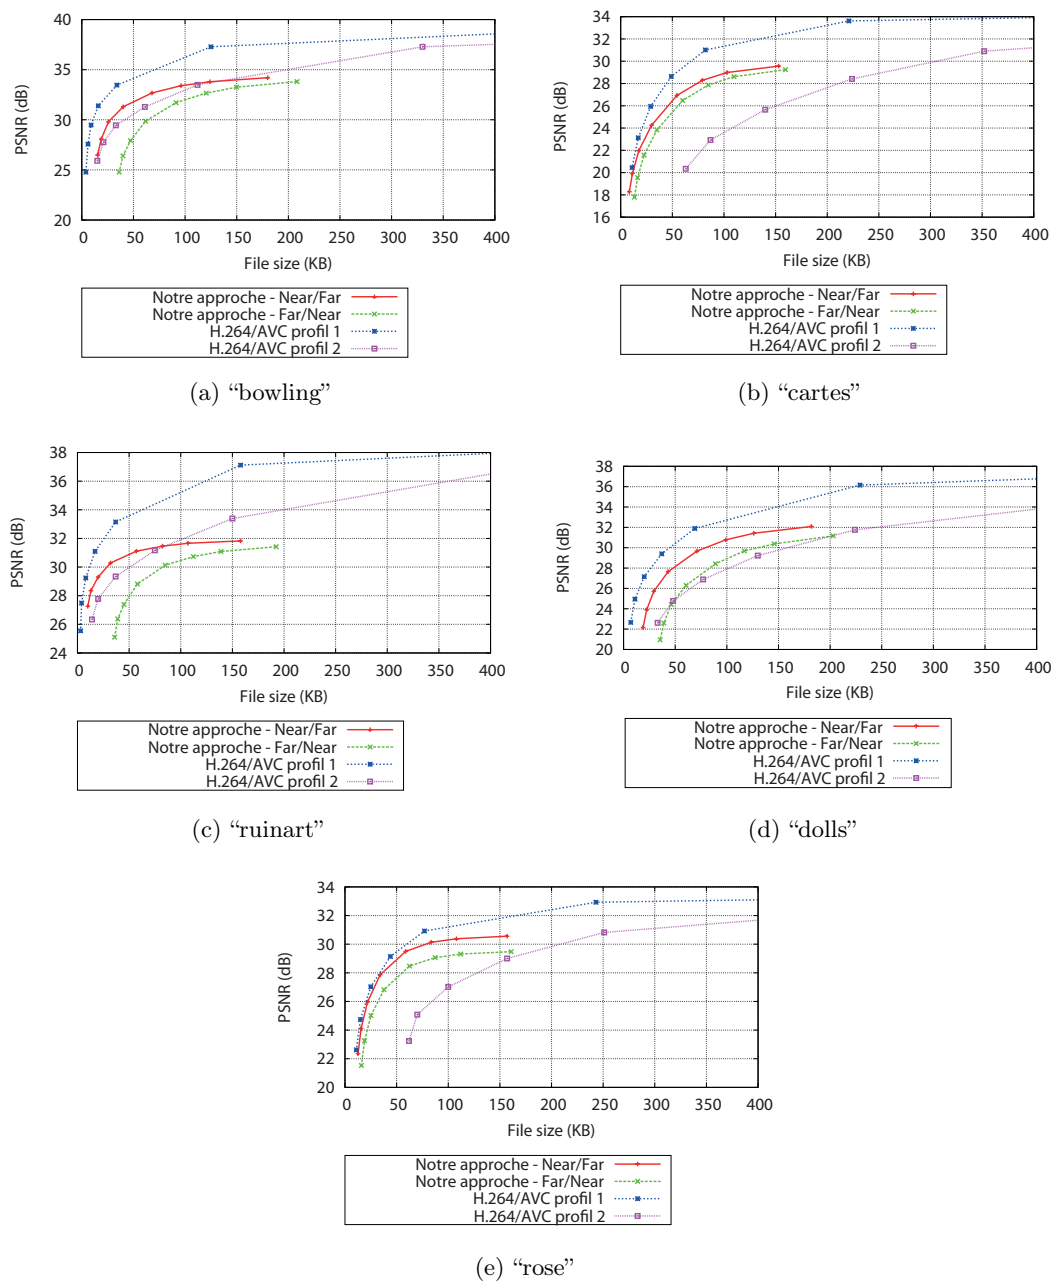 40
35
30
25
20
PSNR (dB)
0 50 100 150 200 250 300 350 400
File size (KB)
Notre approche - Near/Far
Notre approche - Far/Near
H.264/AVC profil 1
H.264/AVC profil 2
(a) “bowling”
34
32
30
28
26
24
22
20
18
16
PSNR (dB)
0 50 100 150 200 250 300 350 400
File size (KB)
Notre approche - Near/Far
Notre approche - Far/Near
H.264/AVC profil 1
H.264/AVC profil 2
(b) “cartes”
38
36
34
32
30
28
26
24
PSNR (dB)
0 50 100 150 200 250 300 350 400
File size (KB)
Notre approche - Near/Far
Notre approche - Far/Near
H.264/AVC profil 1
H.264/AVC profil 2
(c) “ruinart”
38
36
34
32
30
28
26
24
22
20
PSNR (dB)
0 50 100 150 200 250 300 350 400
File size (KB)
Notre approche - Near/Far
Notre approche - Far/Near
H.264/AVC profil 1
H.264/AVC profil 2
(d) “dolls”
34
32
30
28
26
24
22
20
PSNR (dB)
0 50 100 150 200 250 300 350 400
File size (KB)
Notre approche - Near/Far
Notre approche - Far/Near
H.264/AVC profil 1
H.264/AVC profil 2
(e) “rose”